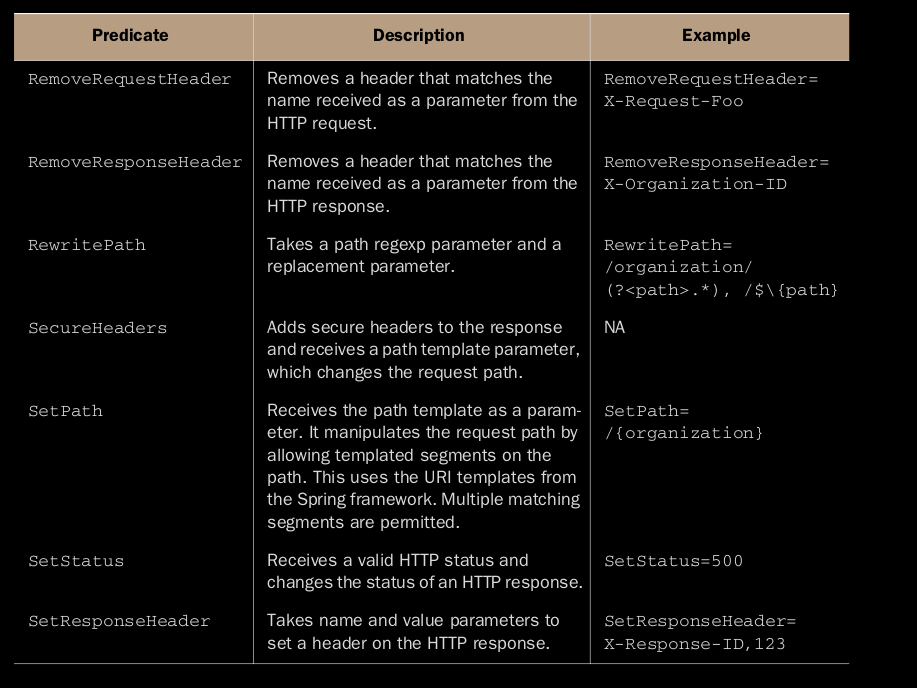 Predicate Description Example
RemoveRequestHeader Removes a header that matches the RemoveRequestHeader=
name received as a parameter from the X-Request-Foo
HTTP request.
RemoveResponseHeader Removes a header that matches the RemoveResponseHeader=
name received as a parameter from the X-Organization-ID
HTTP response.
RewritePath Takes a path regexp parameter and a RewritePath=
replacement parameter. /organization/
(?<path>.*), /$\{path}
SecureHeaders Adds secure headers to the response NA
and receives a path template parameter,
which changes the request path.
SetPath Receives the path template as a param- SetPath=
eter. It manipulates the request path by /{organization}
allowing templated segments on the
path. This uses the URI templates from
the Spring framework. Multiple matching
segments are permitted.
SetStatus Receives a valid HTTP status and SetStatus=500
changes the status of an HTTP response.
SetResponseHeader Takes name and value parameters to SetResponseHeader=
set a header on the HTTP response. X-Response-ID,123